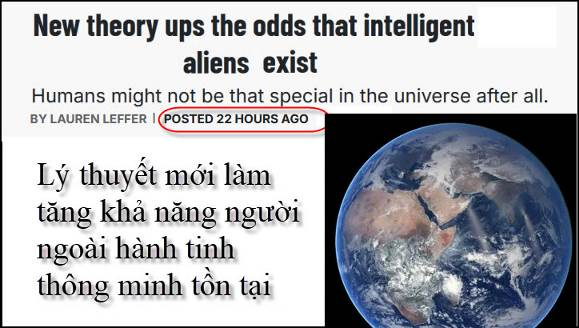 New theory ups the odds that intelligent
aliens exist
Humans might not be that special in the universe after all.
BY LAUREN LEFFER | POSTED 22 HOURS AGO
Lý thuyết mới làm
tăng khả năng người
ngoài hành tinh
thông minh tồn tại